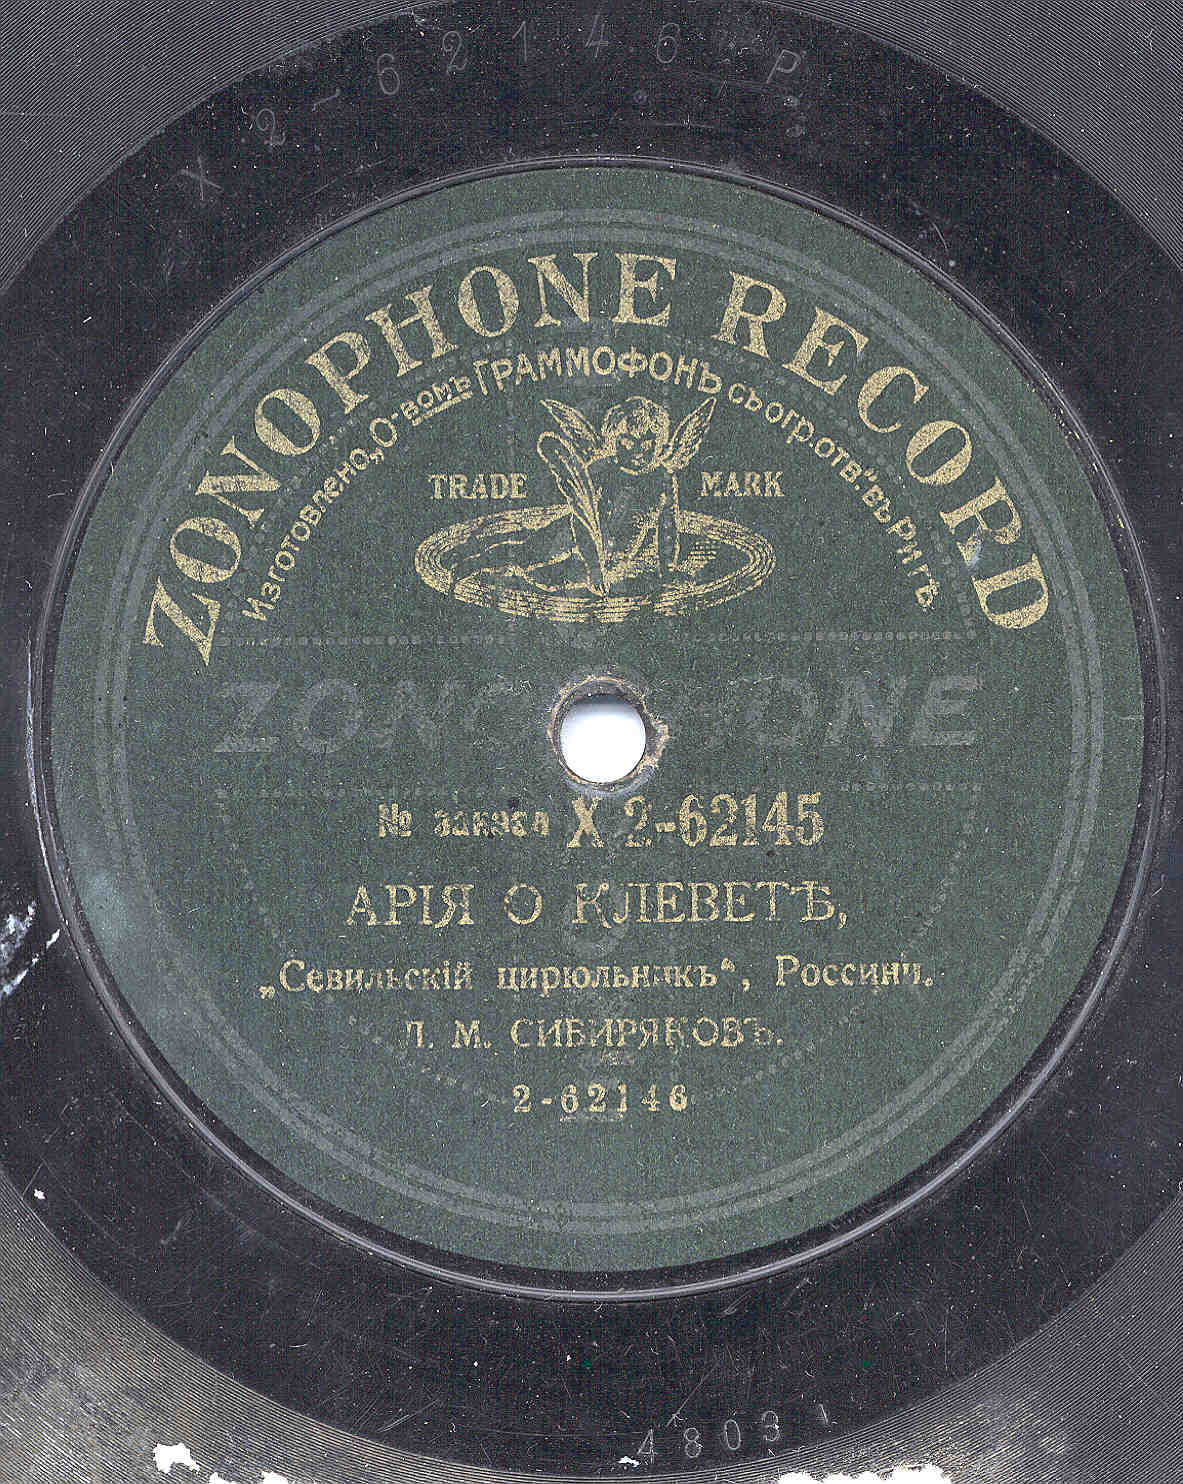 X 2-62146 P
ZONOPHONE RECORD
Изготовлено „О-вомъ ГРАММОФОНЪ съ огр. отв.“ въ Ригѣ.
TRADE MARK
ZONOPHONE
№ заказа X 2-62145
АРІЯ О КЛЕВЕТѢ,
„Севильскій цирюльникъ“, Россини.
Л. М. СИБИРЯКОВЪ.
2-62146
48031